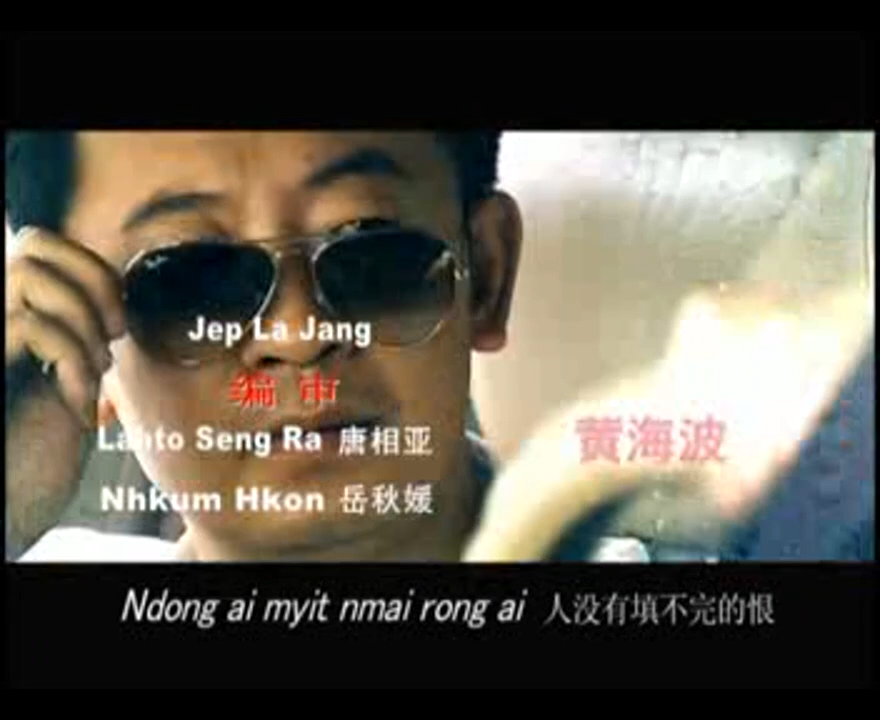 Jep La Jang
编 审
Lahto Seng Ra 唐相亚
黄海波
Nhkum Hkon 岳秋媛
Ndong ai myit nmai rong ai 人没有填不完的恨